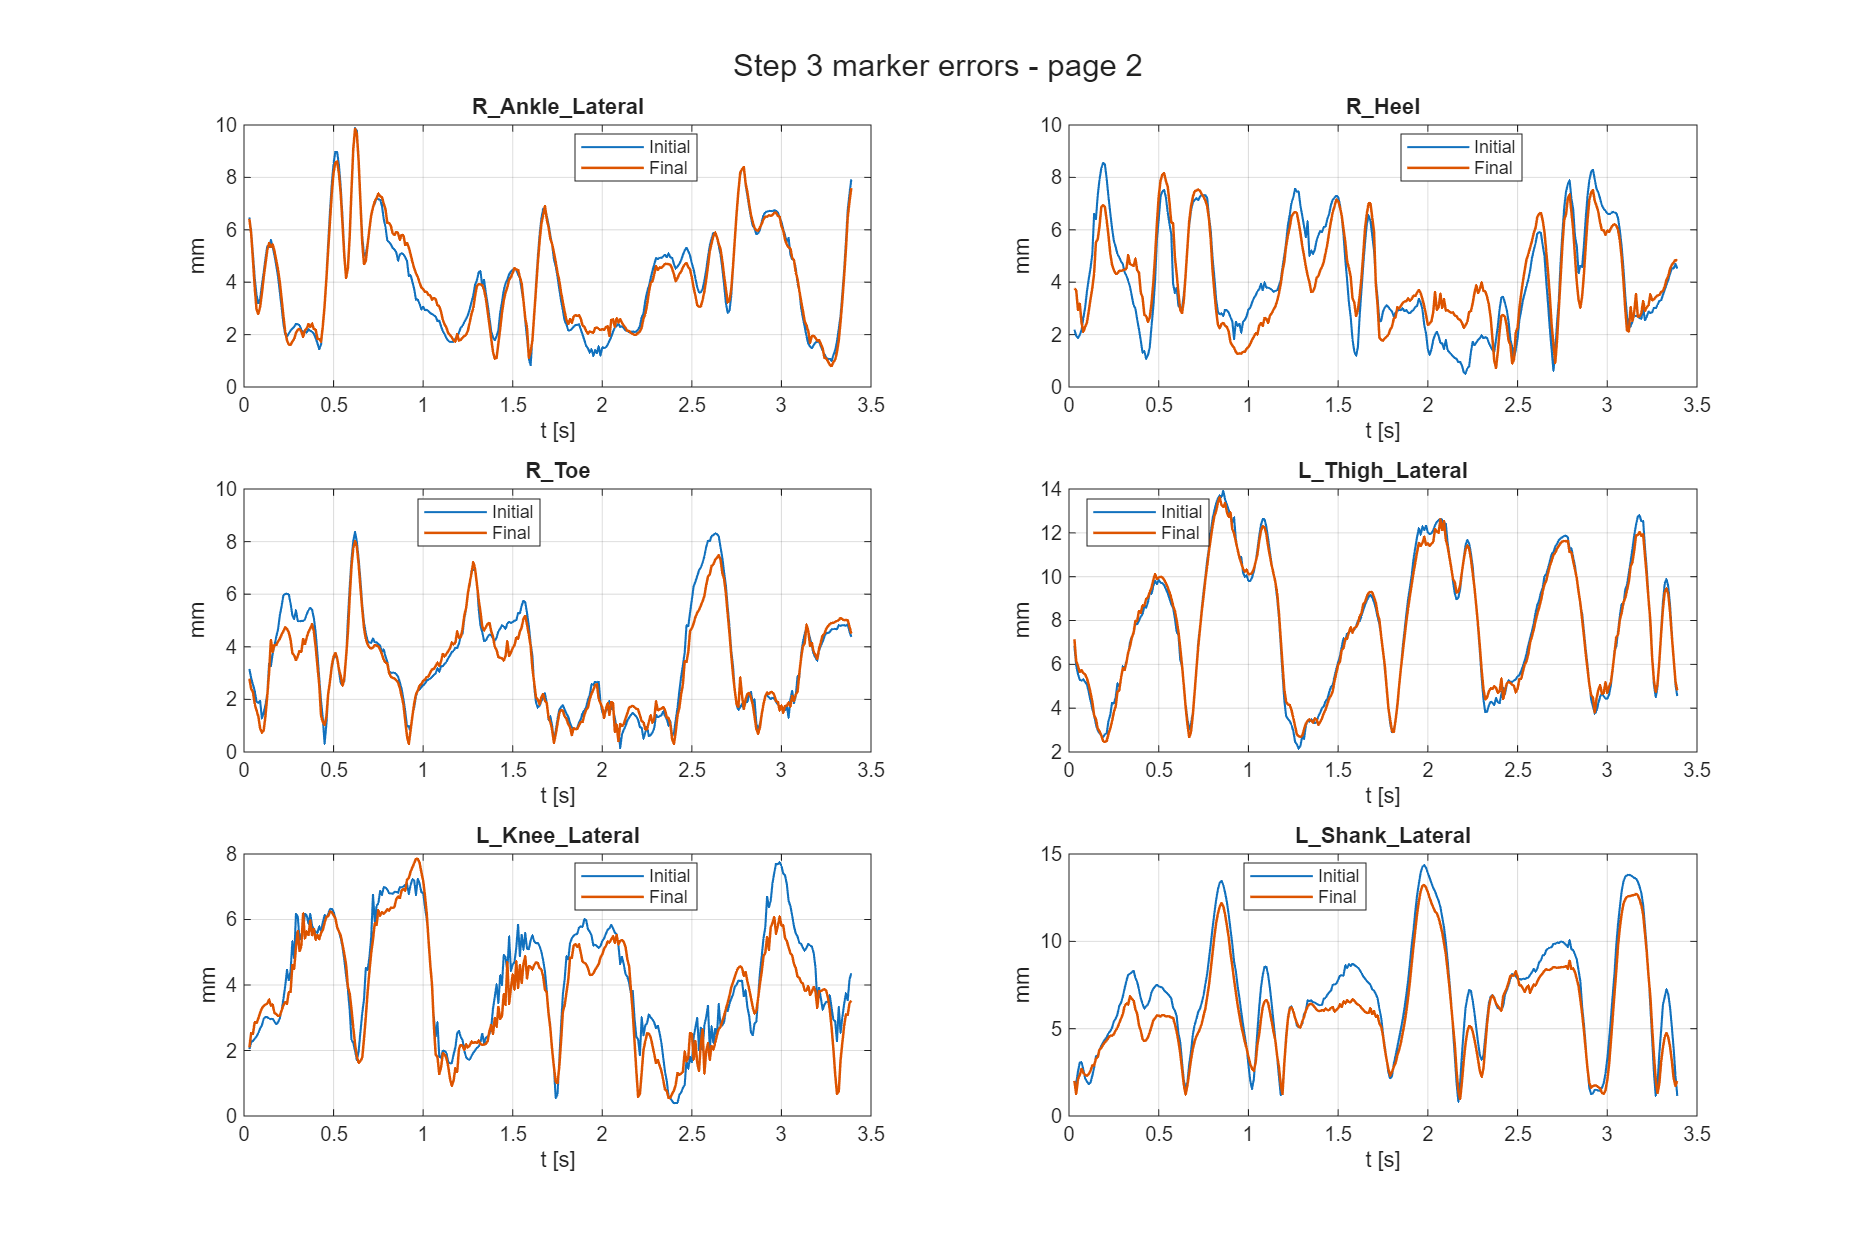 Step 3 marker errors - page 2
R_Ankle_Lateral
10
8
6
4
2
0
mm
Initial
Final
0 0.5 1 1.5 2 2.5 3 3.5
t [s]
R_Heel
10
8
6
4
2
0
mm
Initial
Final
0 0.5 1 1.5 2 2.5 3 3.5
t [s]
R_Toe
10
8
6
4
2
0
mm
Initial
Final
0 0.5 1 1.5 2 2.5 3 3.5
t [s]
L_Thigh_Lateral
14
12
10
8
6
4
2
mm
Initial
Final
0 0.5 1 1.5 2 2.5 3 3.5
t [s]
L_Knee_Lateral
8
6
4
2
0
mm
Initial
Final
0 0.5 1 1.5 2 2.5 3 3.5
t [s]
L_Shank_Lateral
15
10
5
0
mm
Initial
Final
0 0.5 1 1.5 2 2.5 3 3.5
t [s]